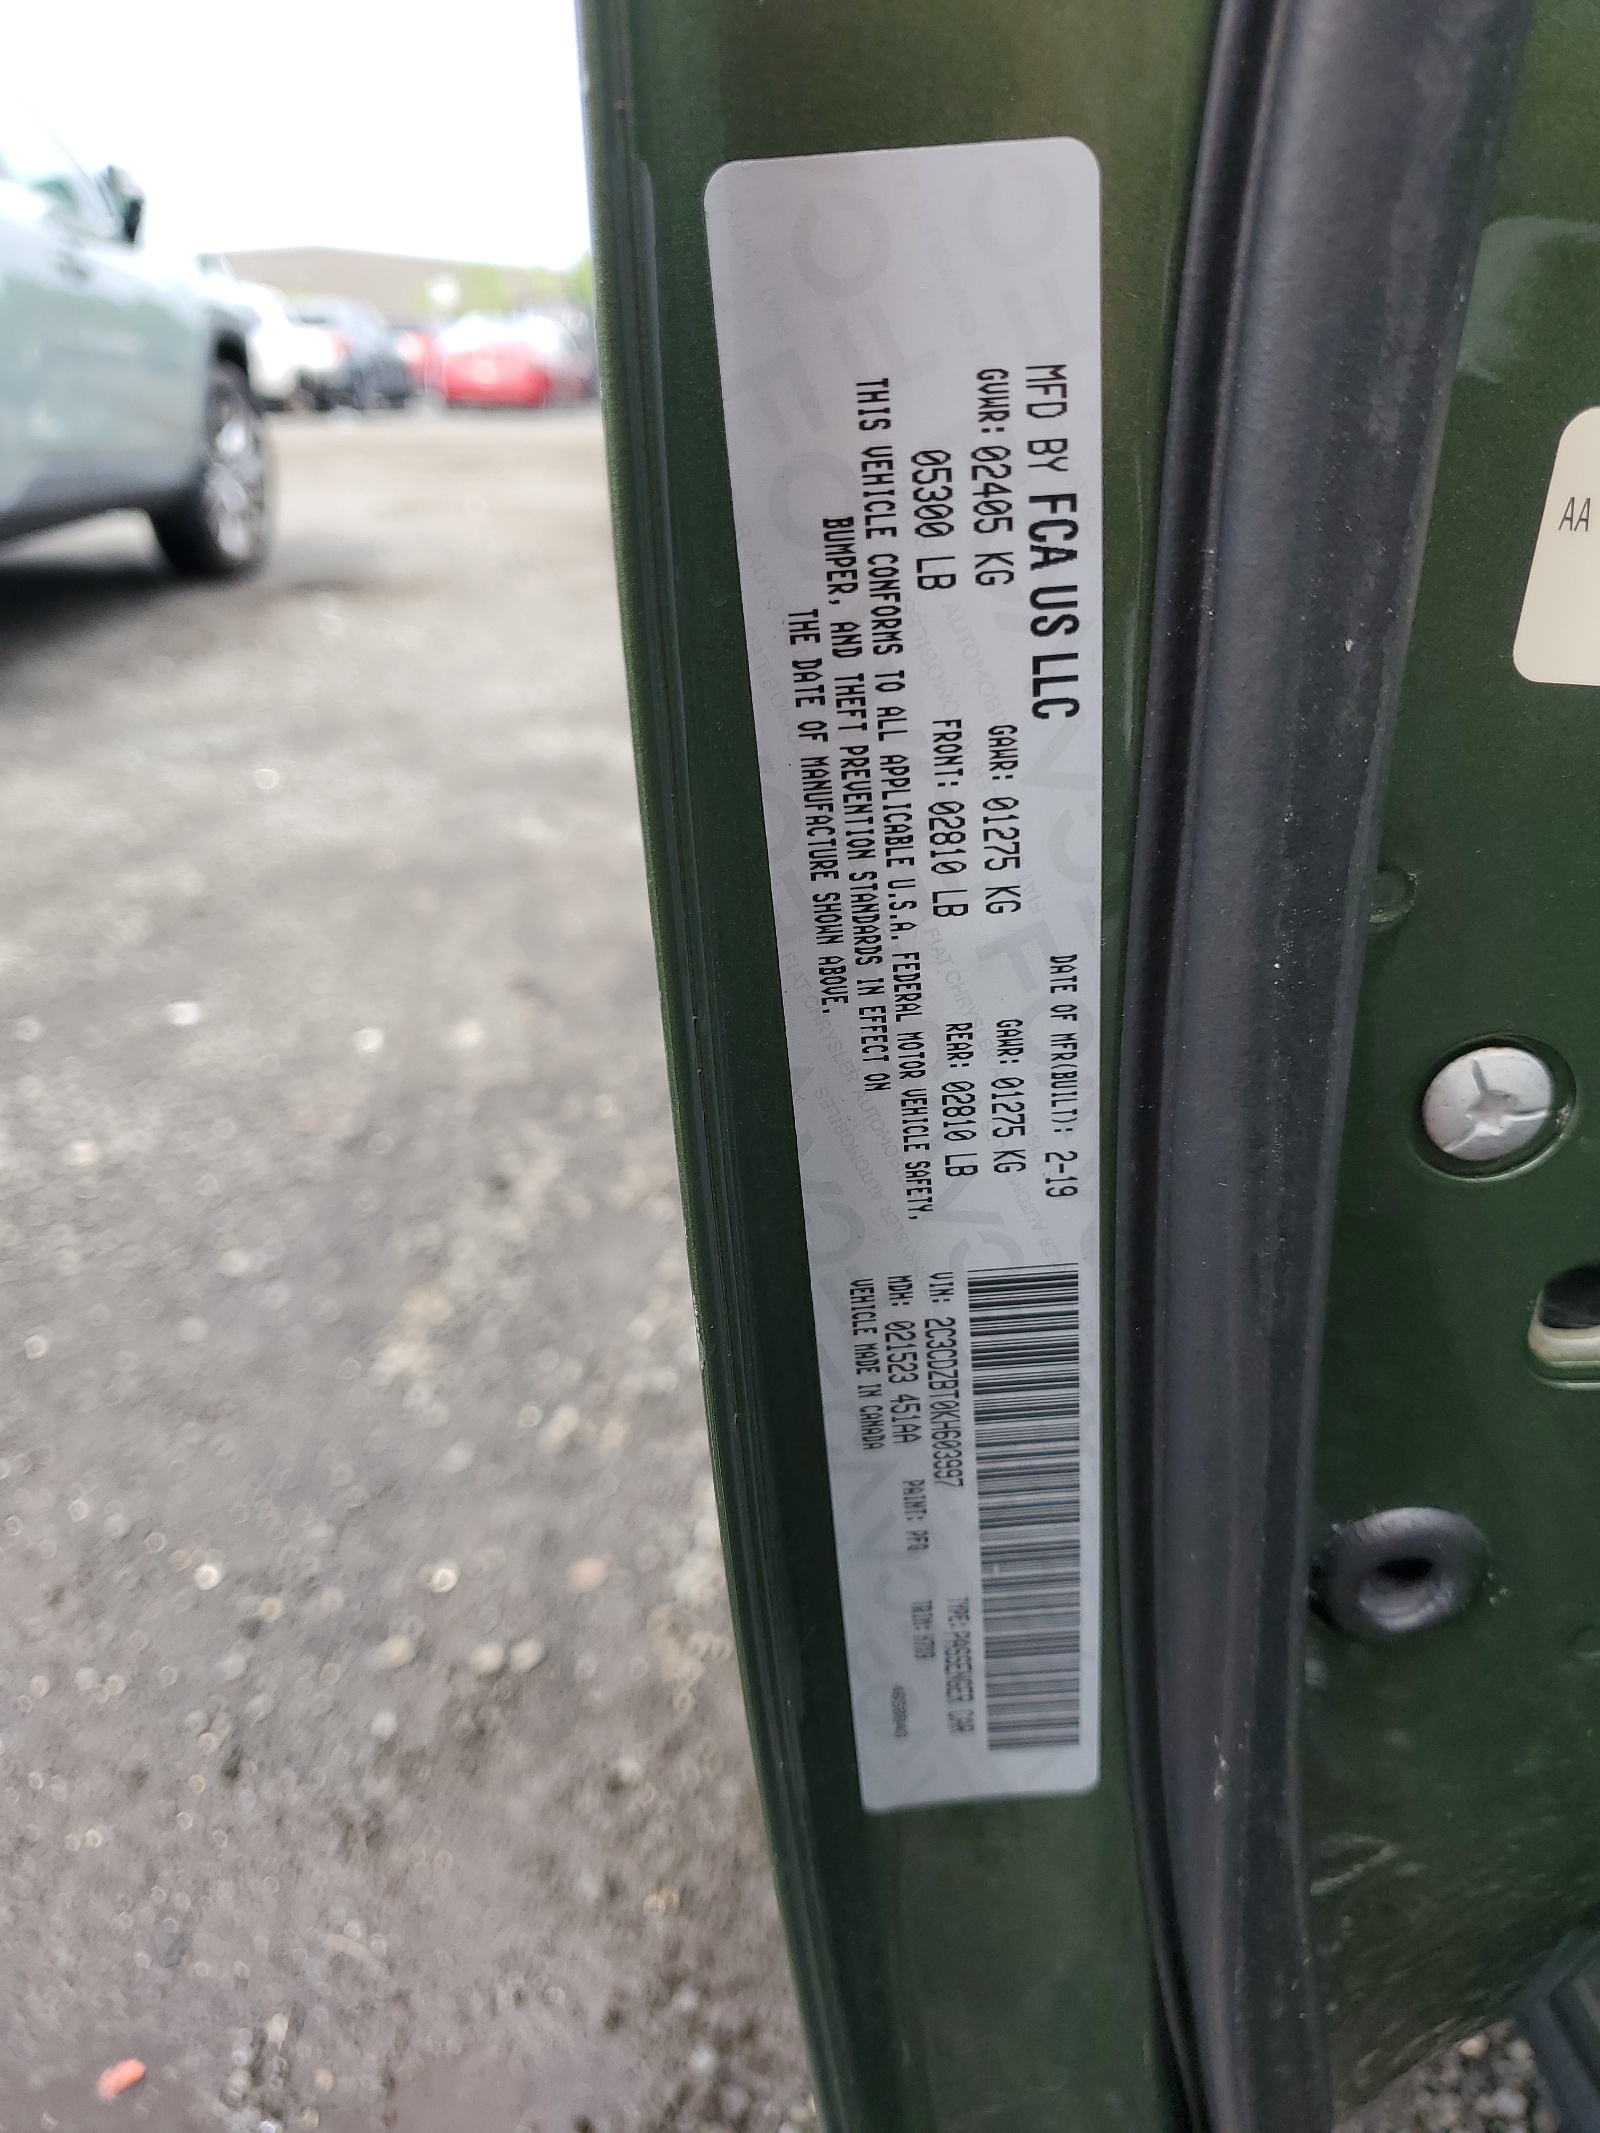 MFD BY FCA US LLC
DATE OF MFR(BUILT): 2-19
GVWR: 02405 KG
GAWR: 01275 KG
GAWR: 01275 KG
05300 LB
FRONT: 02810 LB
REAR: 02810 LB
THIS VEHICLE CONFORMS TO ALL APPLICABLE U.S.A. FEDERAL MOTOR VEHICLE SAFETY,
BUMPER, AND THEFT PREVENTION STANDARDS IN EFFECT ON
THE DATE OF MANUFACTURE SHOWN ABOVE.
VIN: 2C3CDZBT0KH603997
TYPE: PASSENGER CAR
MDH: 021523 451AA
PAINT: PFQ
TRIM:
VEHICLE MADE IN CANADA
AA